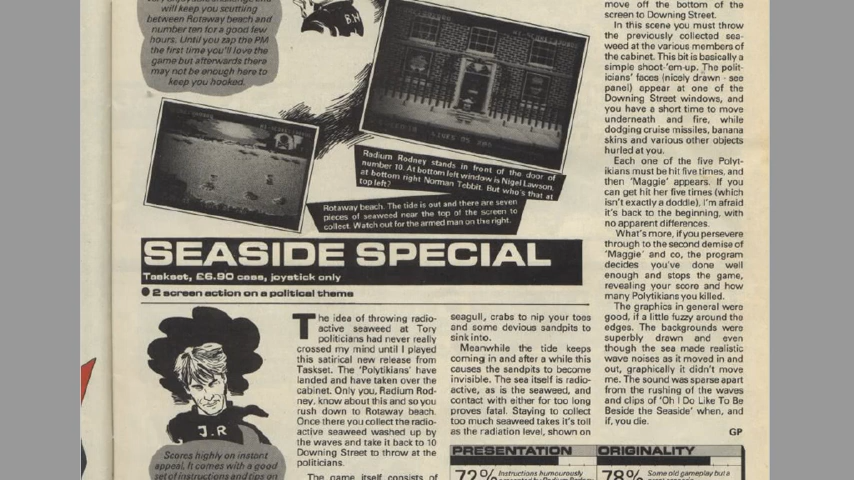 will keep you scutting
between Rotaway beach and
number ten for a good few
hours. Until you zap the PM
the first time you'll love the
game but afterwards there
may not be enough here to
keep you hooked.
B.H
Radium Rodney stands in front of the door of
number 10. At bottom left window is Nigel Lawson,
at bottom right Norman Tebbit. But who's that at
top left?
Rotaway beach. The tide is out and there are seven
pieces of seaweed near the top of the screen to
collect. Watch out for the armed man on the right.
SEASIDE SPECIAL
Taskset, £6.90 cass, joystick only
● 2 screen action on a political theme
J.R
Scores highly on instant
appeal. It comes with a good
set of instructions and tips on
The idea of throwing radio-
active seaweed at Tory
politicians had never really
crossed my mind until I played
this satirical new release from
Taskset. The 'Polytikians' have
landed and have taken over the
cabinet. Only you, Radium Rod-
ney, know about this and so you
rush down to Rotaway beach.
Once there you collect the radio-
active seaweed washed up by
the waves and take it back to 10
Downing Street to throw at the
politicians.
The game itself consists of
seagull, crabs to nip your toes
and some devious sandpits to
sink into.
Meanwhile the tide keeps
coming in and after a while this
causes the sandpits to become
invisible. The sea itself is radio-
active, as is the seaweed, and
contact with either for too long
proves fatal. Staying to collect
too much seaweed takes it's toll
as the radiation level, shown on
move off the bottom of the
screen to Downing Street.
In this scene you must throw
the previously collected sea-
weed at the various members of
the cabinet. This bit is basically a
simple shoot-'em-up. The polit-
icians' faces (nicely drawn - see
panel) appear at one of the
Downing Street windows, and
you have a short time to move
underneath and fire, while
dodging cruise missiles, banana
skins and various other objects
hurled at you.
Each one of the five Polyt-
ikians must be hit five times, and
then 'Maggie' appears. If you
can get hit her five times (which
isn't exactly a doddle), I'm afraid
it's back to the beginning, with
no apparent differences.
What's more, if you persevere
through to the second demise of
'Maggie' and co, the program
decides you've done well
enough and stops the game,
revealing your score and how
many Polytikians you killed.
The graphics in general were
good, if a little fuzzy around the
edges. The backgrounds were
superbly drawn and even
though the sea made realistic
wave noises as it moved in and
out, graphically it didn't move
me. The sound was sparse apart
from the rushing of the waves
and clips of 'Oh I Do Like To Be
Beside the Seaside' when, and
if, you die.
GP
PRESENTATION
72% Instructions humourously
ORIGINALITY
78% Some old gameplay but a